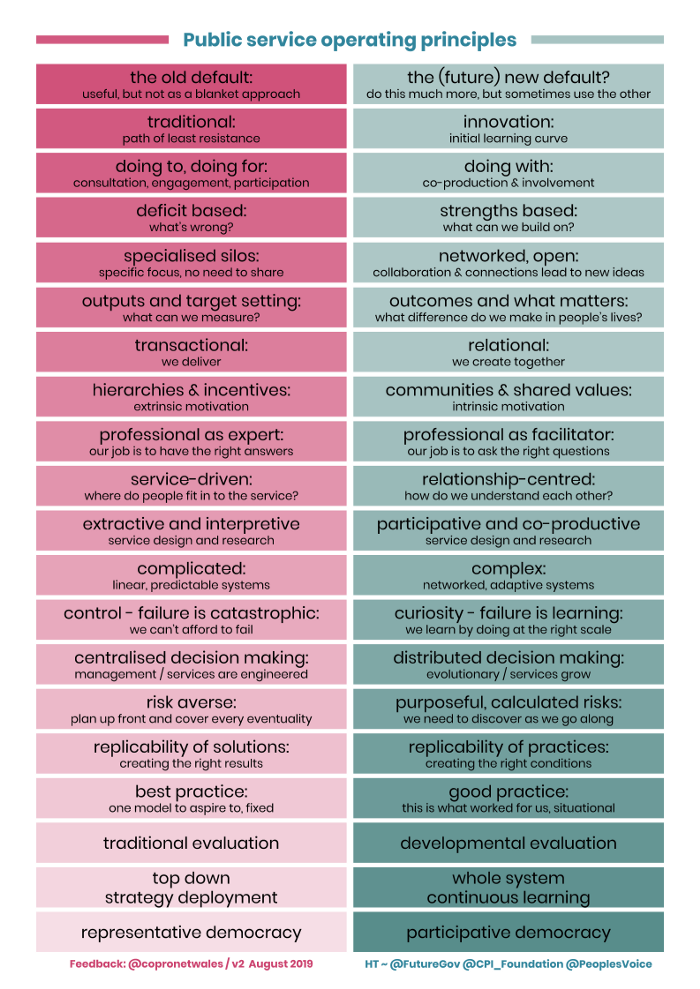 Public service operating principles
the old default:
useful, but not as a blanket approach
the (future) new default?
do this much more, but sometimes use the other
traditional:
path of least resistance
innovation:
initial learning curve
doing to, doing for:
consultation, engagement, participation
doing with:
co-production & involvement
deficit based:
what's wrong?
strengths based:
what can we build on?
specialised silos:
specific focus, no need to share
networked, open:
collaboration & connections lead to new ideas
outputs and target setting:
what can we measure?
outcomes and what matters:
what difference do we make in people's lives?
transactional:
we deliver
relational:
we create together
hierarchies & incentives:
extrinsic motivation
communities & shared values:
intrinsic motivation
professional as expert:
our job is to have the right answers
professional as facilitator:
our job is to ask the right questions
service-driven:
where do people fit in to the service?
relationship-centred:
how do we understand each other?
extractive and interpretive
service design and research
participative and co-productive
service design and research
complicated:
linear, predictable systems
complex:
networked, adaptive systems
control - failure is catastrophic:
we can't afford to fail
curiosity - failure is learning:
we learn by doing at the right scale
centralised decision making:
management / services are engineered
distributed decision making:
evolutionary / services grow
risk averse:
plan up front and cover every eventuality
purposeful, calculated risks:
we need to discover as we go along
replicability of solutions:
creating the right results
replicability of practices:
creating the right conditions
best practice:
one model to aspire to, fixed
good practice:
this is what worked for us, situational
traditional evaluation
developmental evaluation
top down
strategy deployment
whole system
continuous learning
representative democracy
participative democracy
Feedback: @copronetwales / v2 August 2019
HT ~ @FutureGov @CPI_Foundation @PeoplesVoice